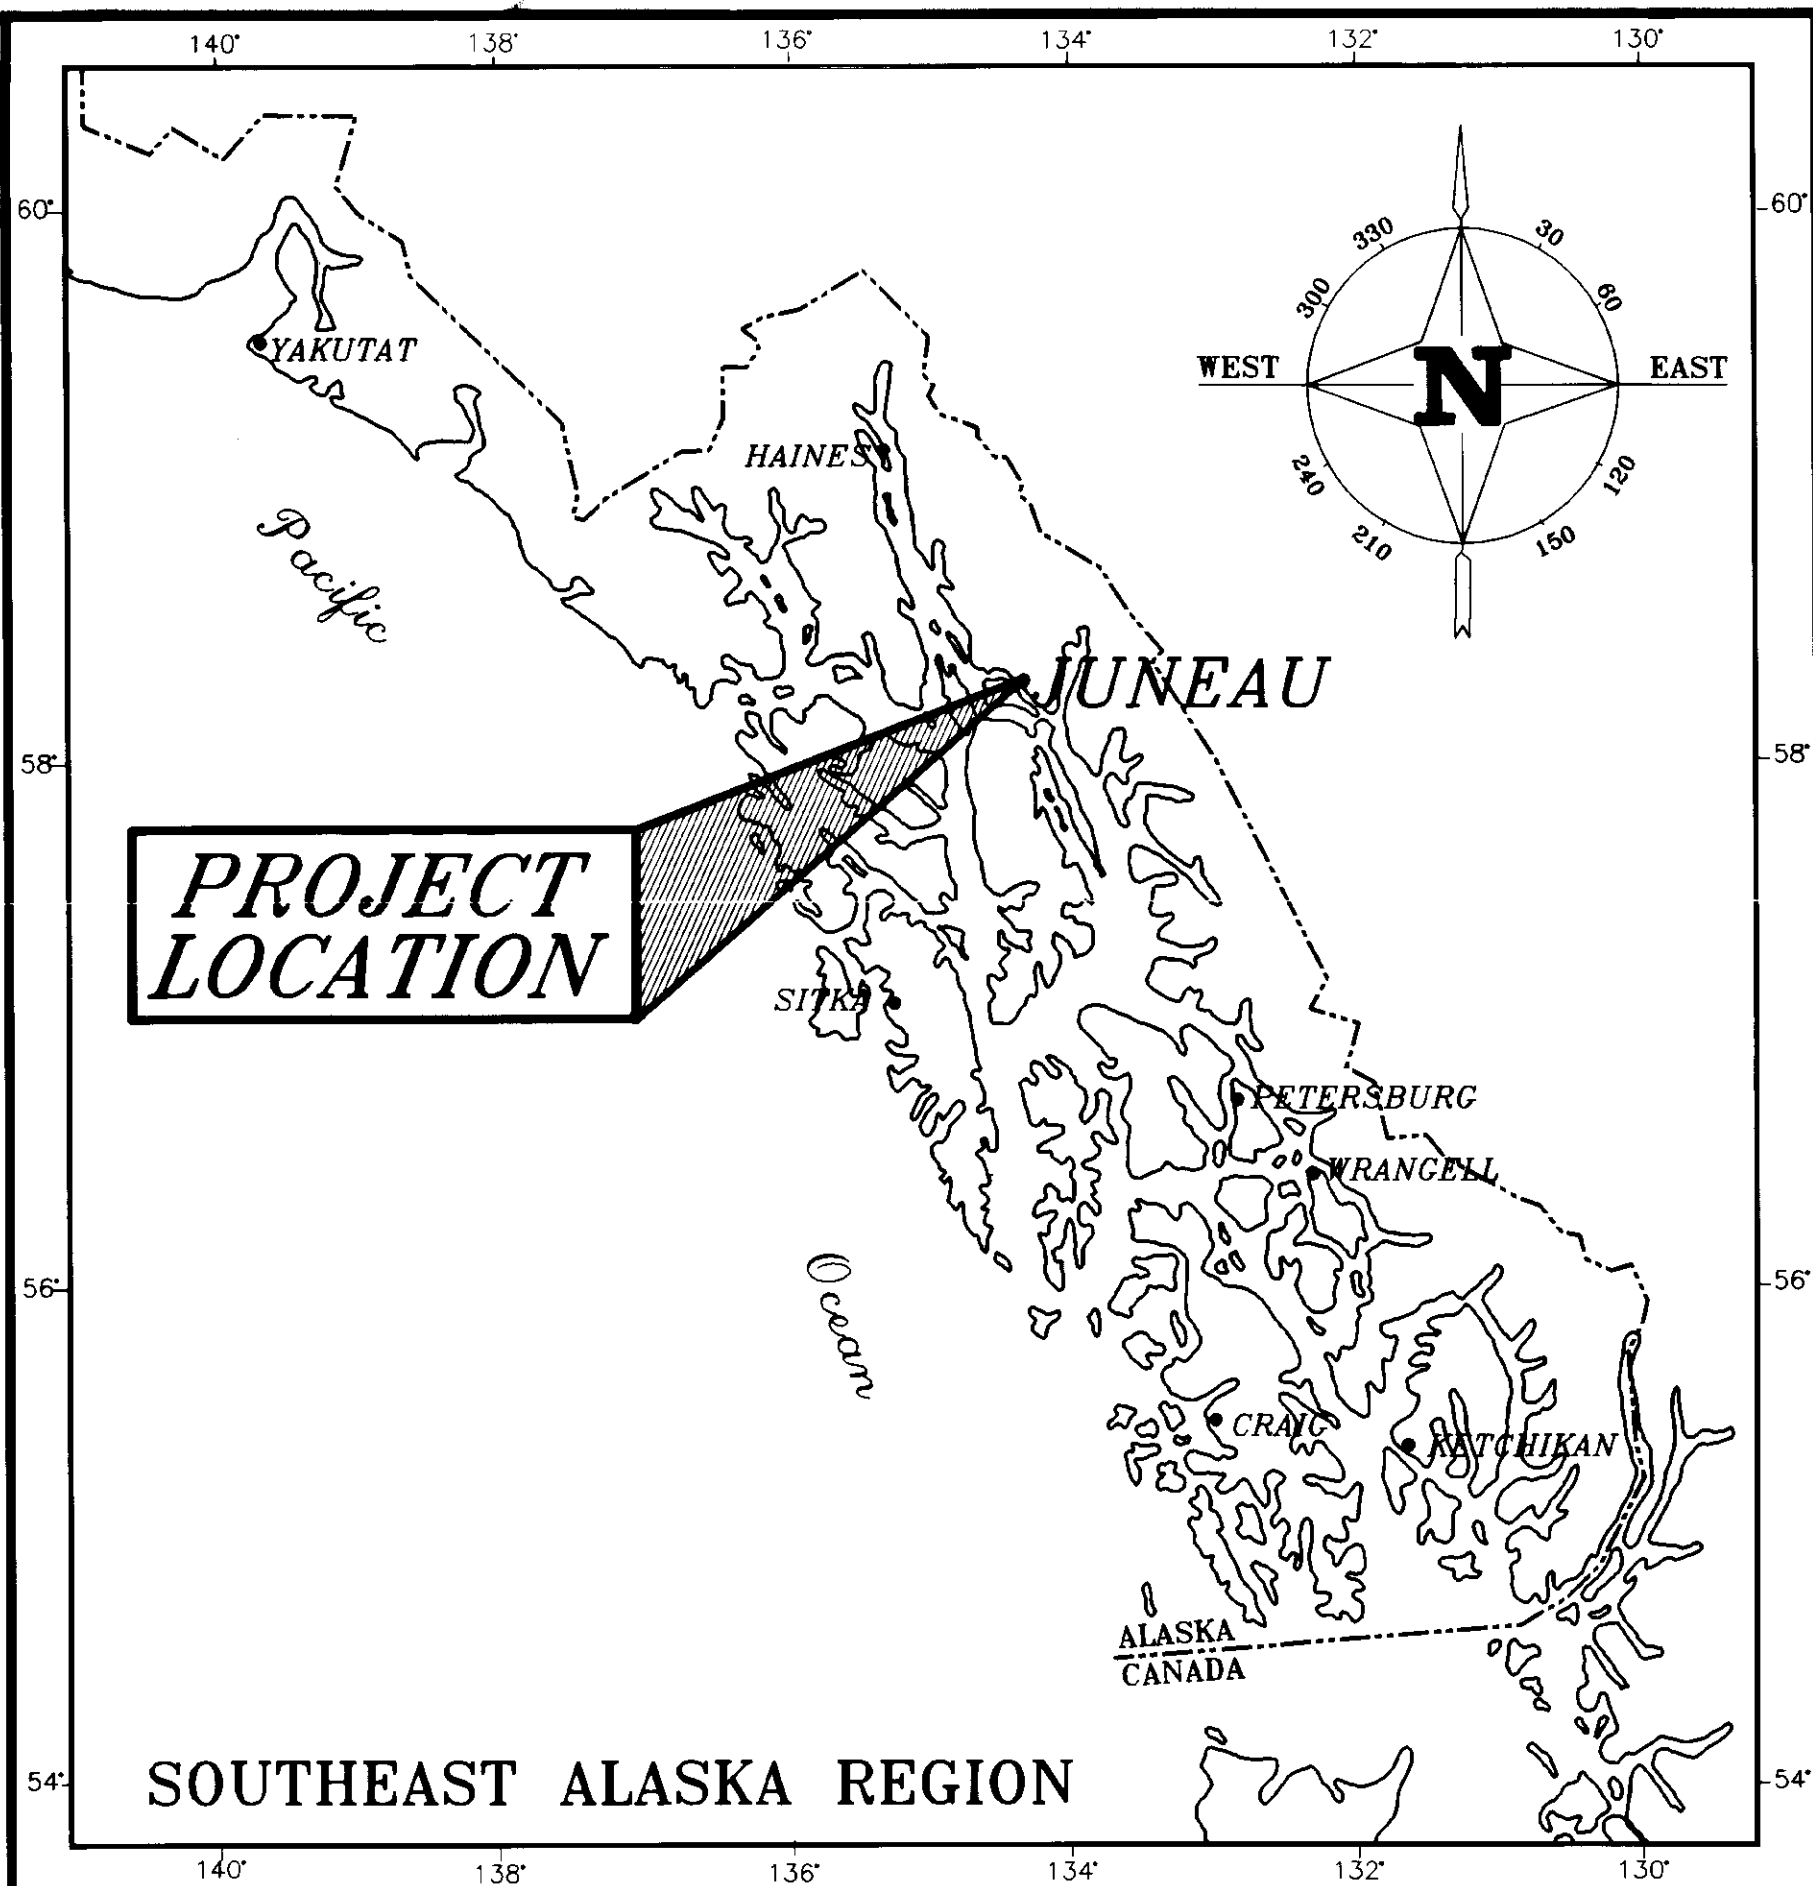 140° 138° 136° 134° 132° 130°
60° 60°
330 30
300 60
YAKUTAT
WEST N EAST
HAINES
240 120
210 150
Pacific
JUNEAU
58° 58°
PROJECT
LOCATION
SITKA
PETERSBURG
WRANGELL
Ocean
56° 56°
CRAIG
KETCHIKAN
ALASKA
CANADA
54° SOUTHEAST ALASKA REGION 54°
140° 138° 136° 134° 132° 130°